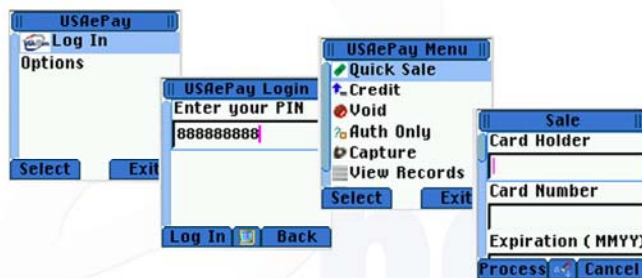 USAePay
Log In
Options
Select Exit
USAePay Login
Enter your PIN
888888888
Log In Back
USAePay Menu
Quick Sale
Credit
Void
Auth Only
Capture
View Records
Select Exit
Sale
Card Holder
Card Number
Expiration (MMYY)
Process Cancel